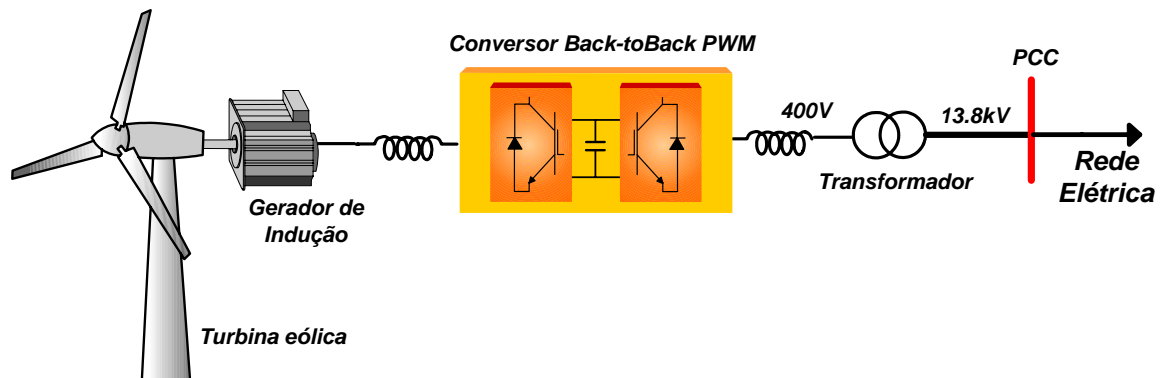 Conversor Back-toBack PWM
PCC
400V
13.8kV
Transformador
Rede
Elétrica
Gerador de
Indução
Turbina eólica